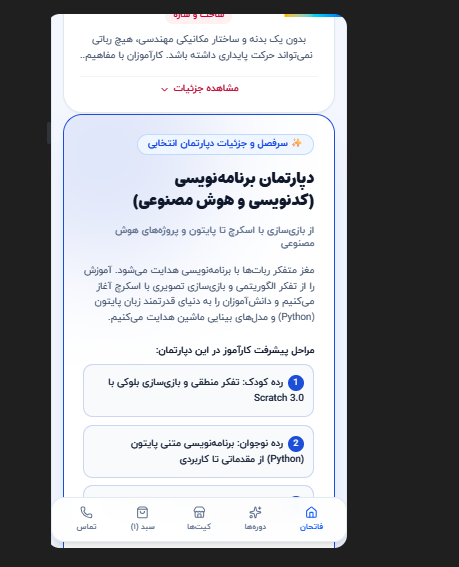 ساخت و سازه
بدون یک بدنه و ساختار مکانیکی مهندسی، هیچ رباتی
نمی‌تواند حرکت پایداری داشته باشد. کارآموزان با مفاهیم..
مشاهده جزئیات
سرفصل و جزئیات دپارتمان انتخابی
دپارتمان برنامه‌نویسی
(کدنویسی و هوش مصنوعی)
از بازی‌سازی با اسکرچ تا پایتون و پروژه‌های هوش
مصنوعی
مغز متفکر ربات‌ها با برنامه‌نویسی هدایت می‌شود. آموزش
را از تفکر الگوریتمی و بازی‌سازی تصویری با اسکرچ آغاز
می‌کنیم و دانش‌آموزان را به دنیای قدرتمند زبان پایتون
(Python) و مدل‌های بینایی ماشین هدایت می‌کنیم.
مراحل پیشرفت کارآموز در این دپارتمان:
1 رده کودک: تفکر منطقی و بازی‌سازی بلوکی با
Scratch 3.0
2 رده نوجوان: برنامه‌نویسی متنی پایتون
(Python) از مقدماتی تا کاربردی
فاتحان
دوره‌ها
کیت‌ها
سبد (۱)
تماس